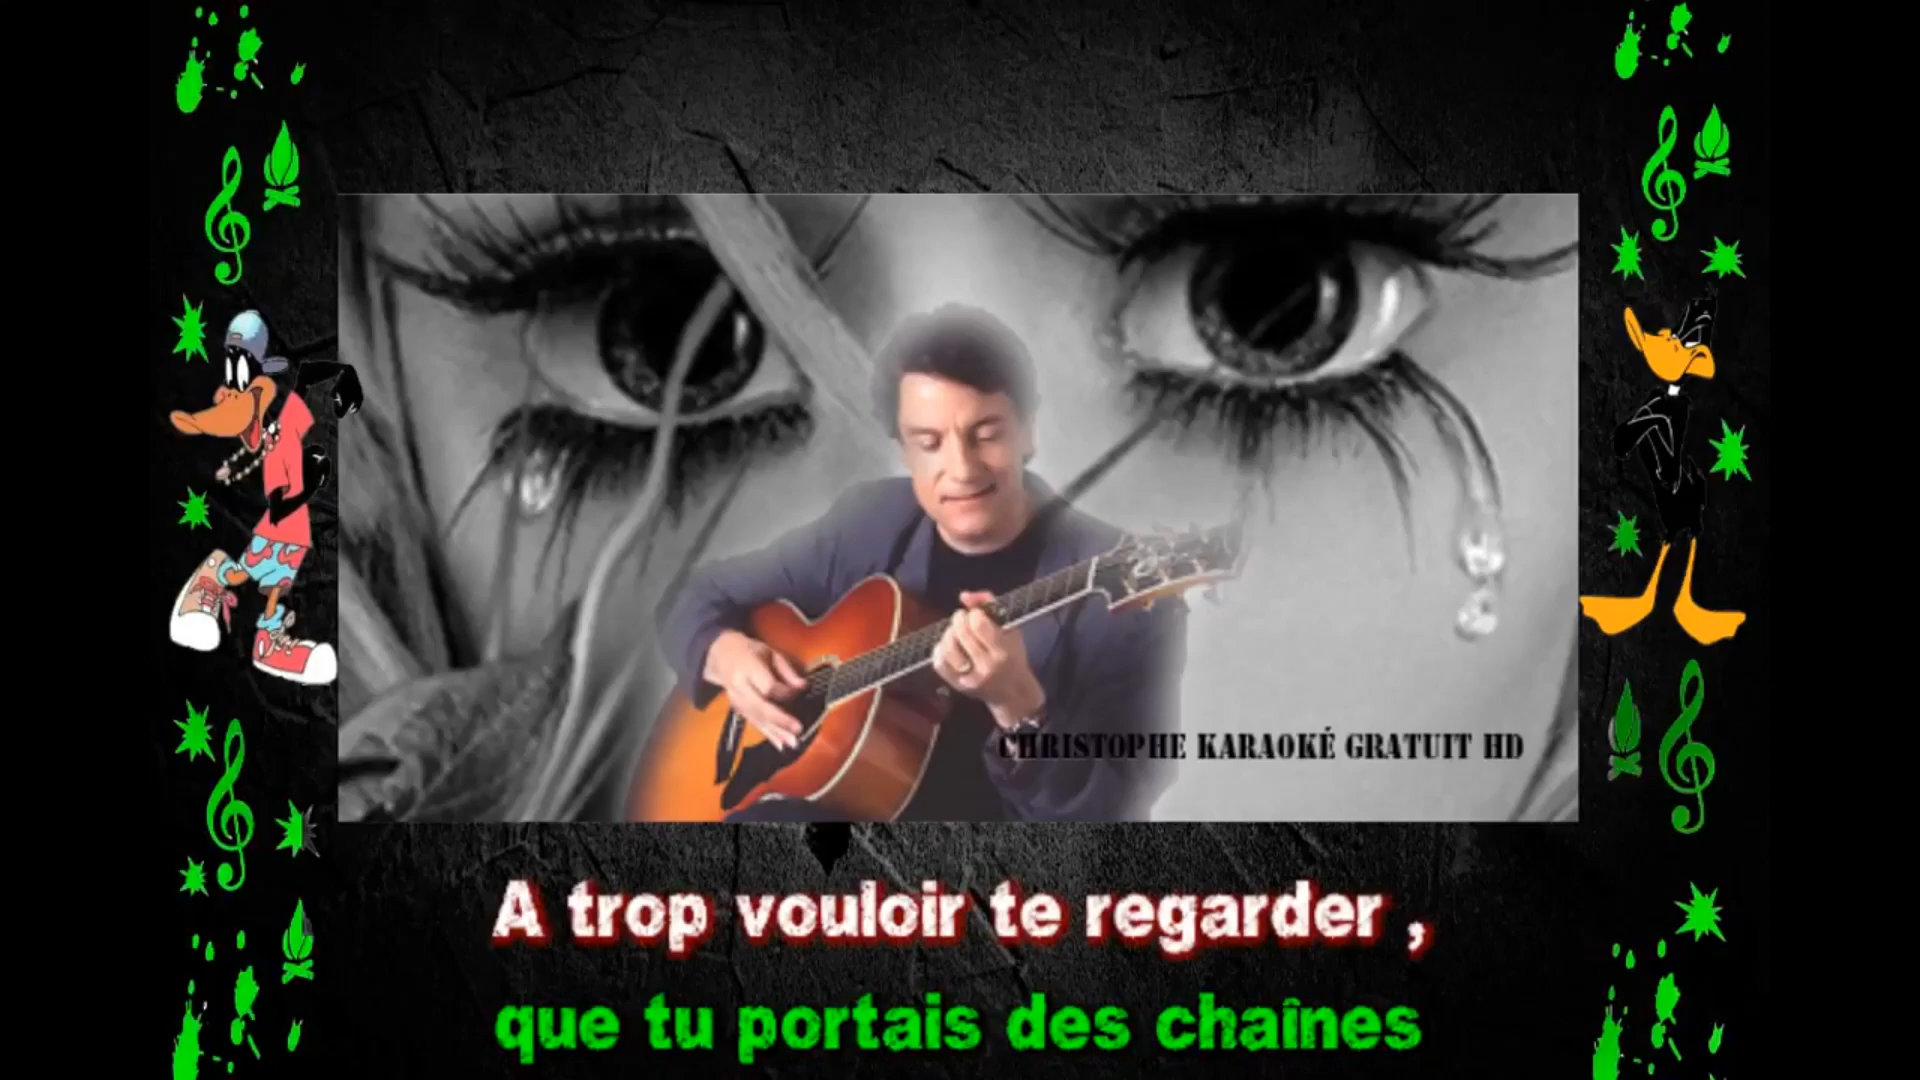 CHRISTOPHE KARAOKÉ GRATUIT HD
A trop vouloir te regarder ,
que tu portais des chaînes